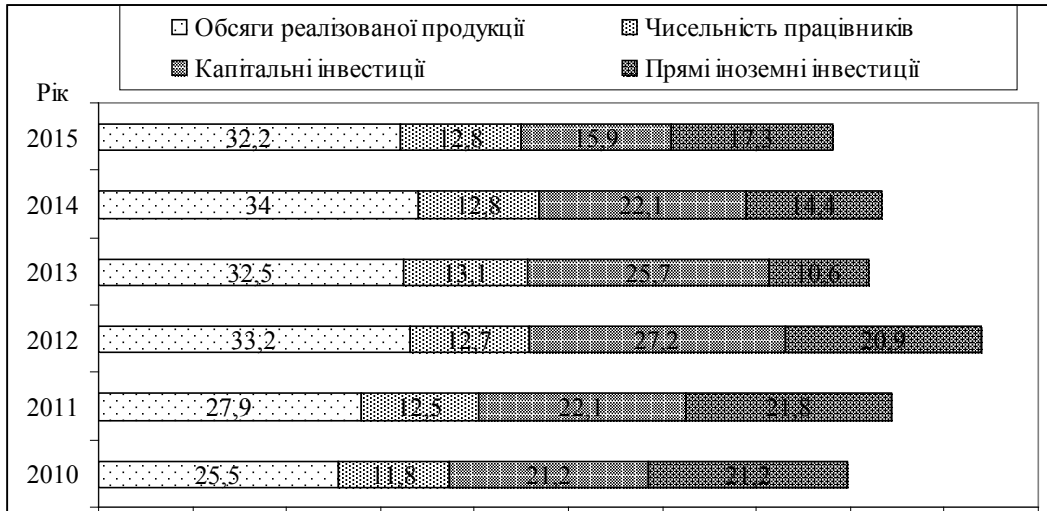 Обсяги реалізованої продукції Чисельність працівників
Капітальні інвестиції Прямі іноземні інвестиції
Рік
2015 32,2 12,8 15,9 17,3
2014 34 12,8 22,1 14,4
2013 32,5 13,1 25,7 10,6
2012 33,2 12,7 27,2 20,9
2011 27,9 12,5 22,1 21,8
2010 25,5 11,8 21,2 21,2